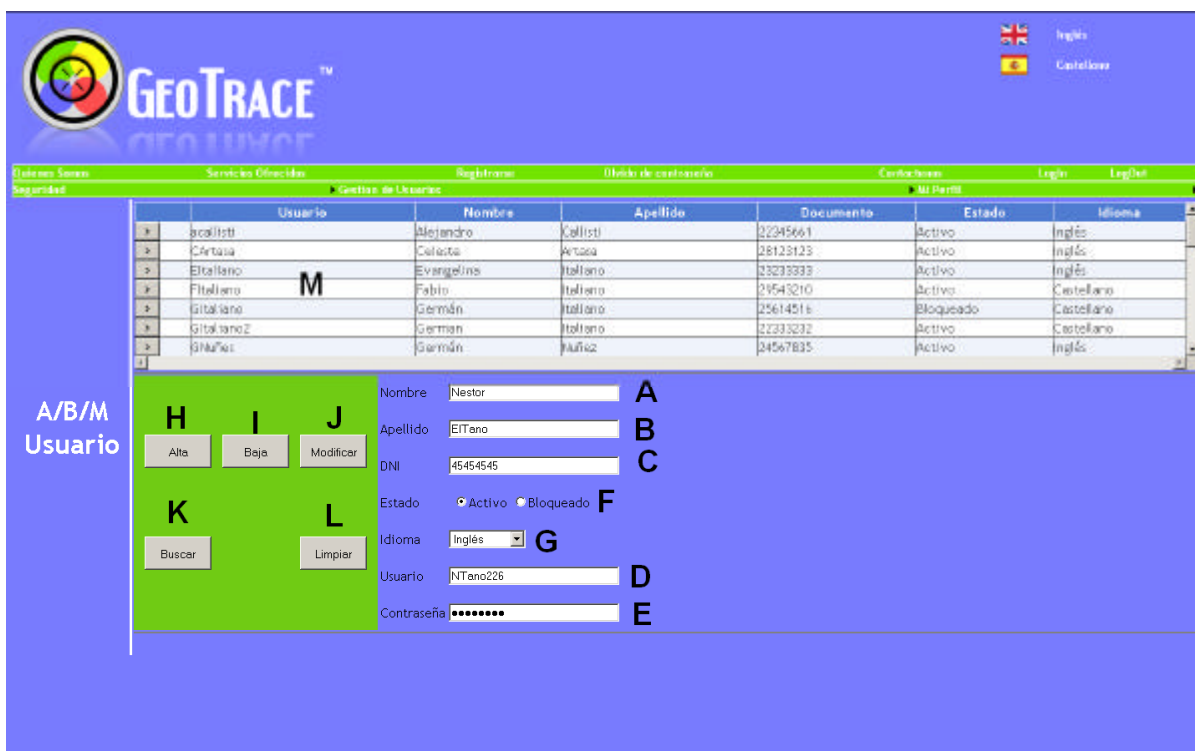 Inglés
Castellano
GEOTRACE™
Quienes Somos Servicios Ofrecidos Registrarse Olvido de contraseña Contactenos Login LogOut
Seguridad Gestion de Usuarios Mi Perfil
Usuario Nombre Apellido Documento Estado Idioma
> acallisti Alejandro Callisti 22345661 Activo Inglés
> CArtasa Celeste Artasa 28123123 Activo Inglés
> EItaliano Evangelina Italiano 23233333 Activo Inglés
> FItaliano M Fabio Italiano 29543210 Activo Castellano
> GItaliano Germán Italiano 25614516 Bloqueado Castellano
> GItaliano2 German Italiano 22333232 Activo Castellano
> GNuñez Germán Nuñez 24567835 Activo Inglés
A/B/M
Usuario
H I J
Alta Baja Modificar
K L
Buscar Limpiar
Nombre Nestor A
Apellido ElTano B
DNI 45454545 C
Estado Activo Bloqueado F
Idioma Inglés G
Usuario NTano226 D
Contraseña •••••••• E